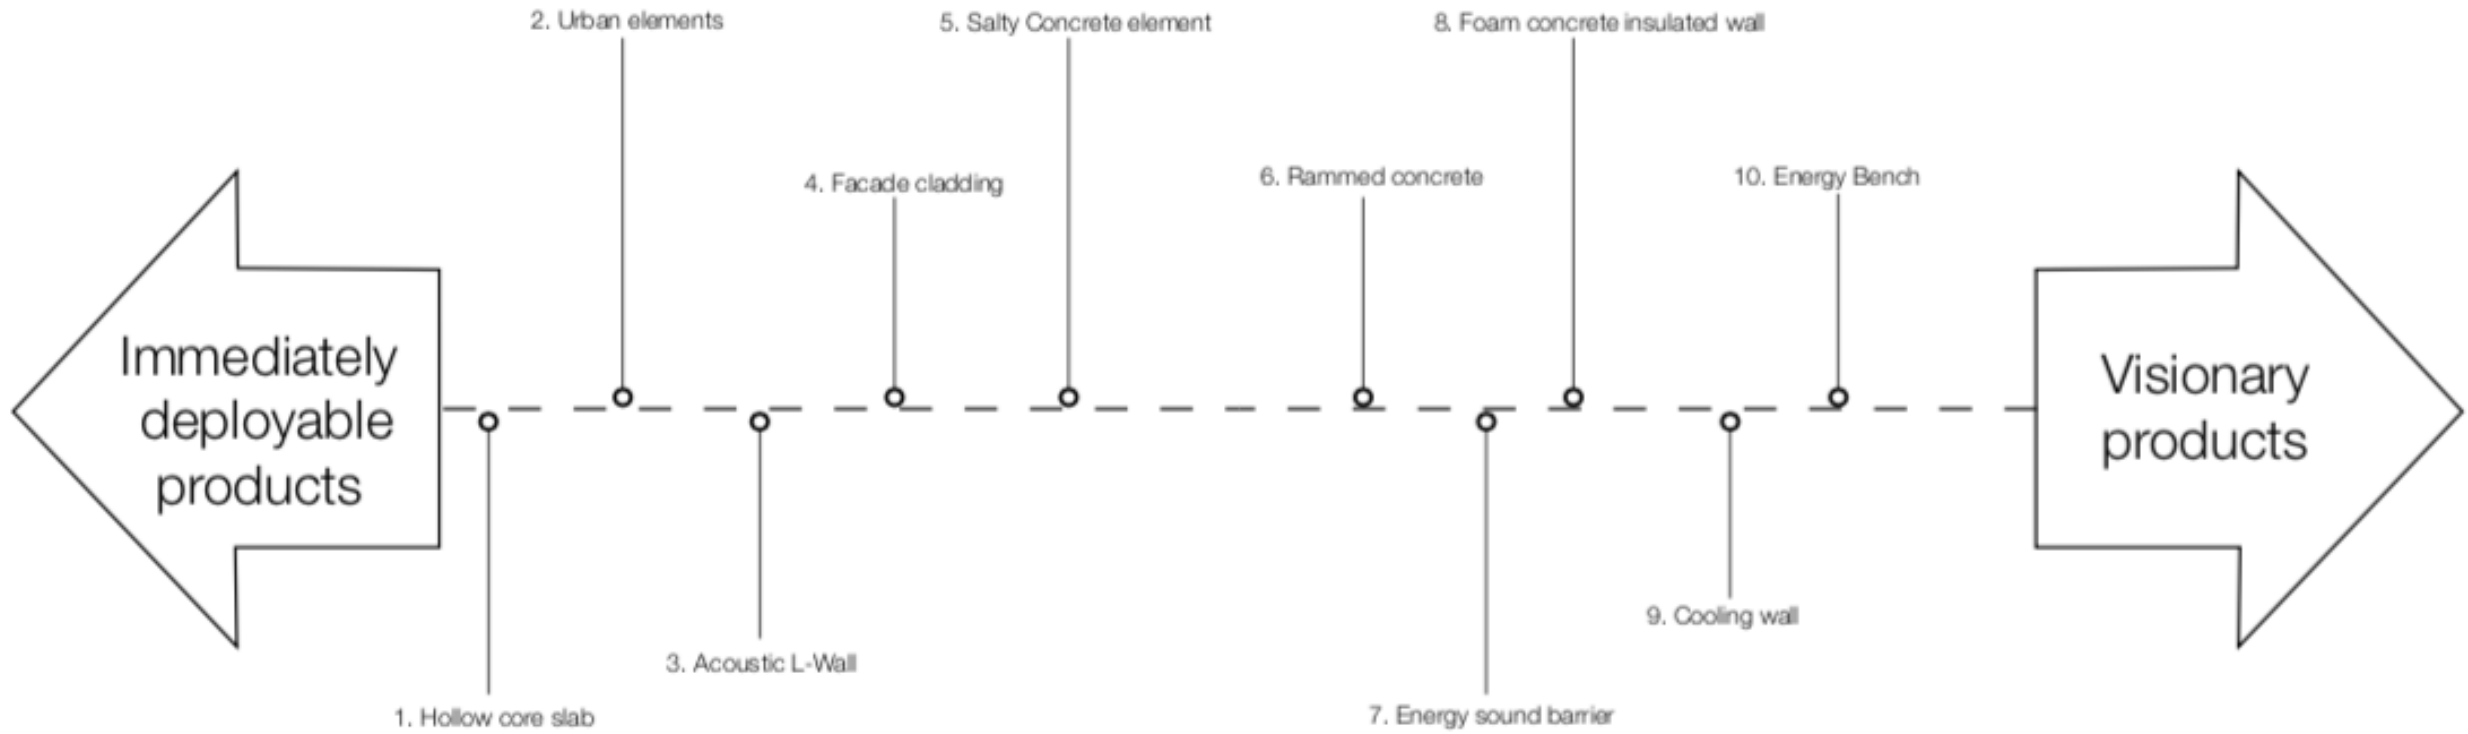 2. Urban elements
5. Salty Concrete element
8. Foam concrete insulated wall
4. Facade cladding
6. Rammed concrete
10. Energy Bench
Immediately
deployable
products
Visionary
products
9. Cooling wall
3. Acoustic L-Wall
1. Hollow core slab
7. Energy sound barrier